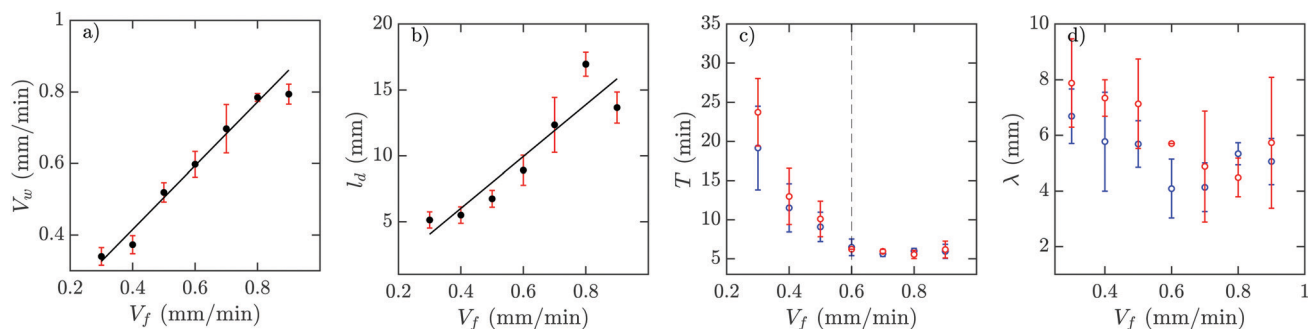 a)
1
0.8
0.6
0.4
V_w (mm/min)
0.2 0.4 0.6 0.8
V_f (mm/min)
b)
20
15
10
5
l_d (mm)
0.2 0.4 0.6 0.8
V_f (mm/min)
c)
35
30
25
20
15
10
5
T (min)
0.2 0.4 0.6 0.8
V_f (mm/min)
d)
10
8
6
4
2
λ (mm)
0.4 0.6 0.8 1
V_f (mm/min)